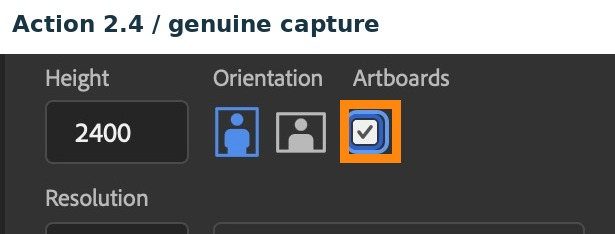 Action 2.4 / genuine capture
Height Orientation Artboards
2400
Resolution